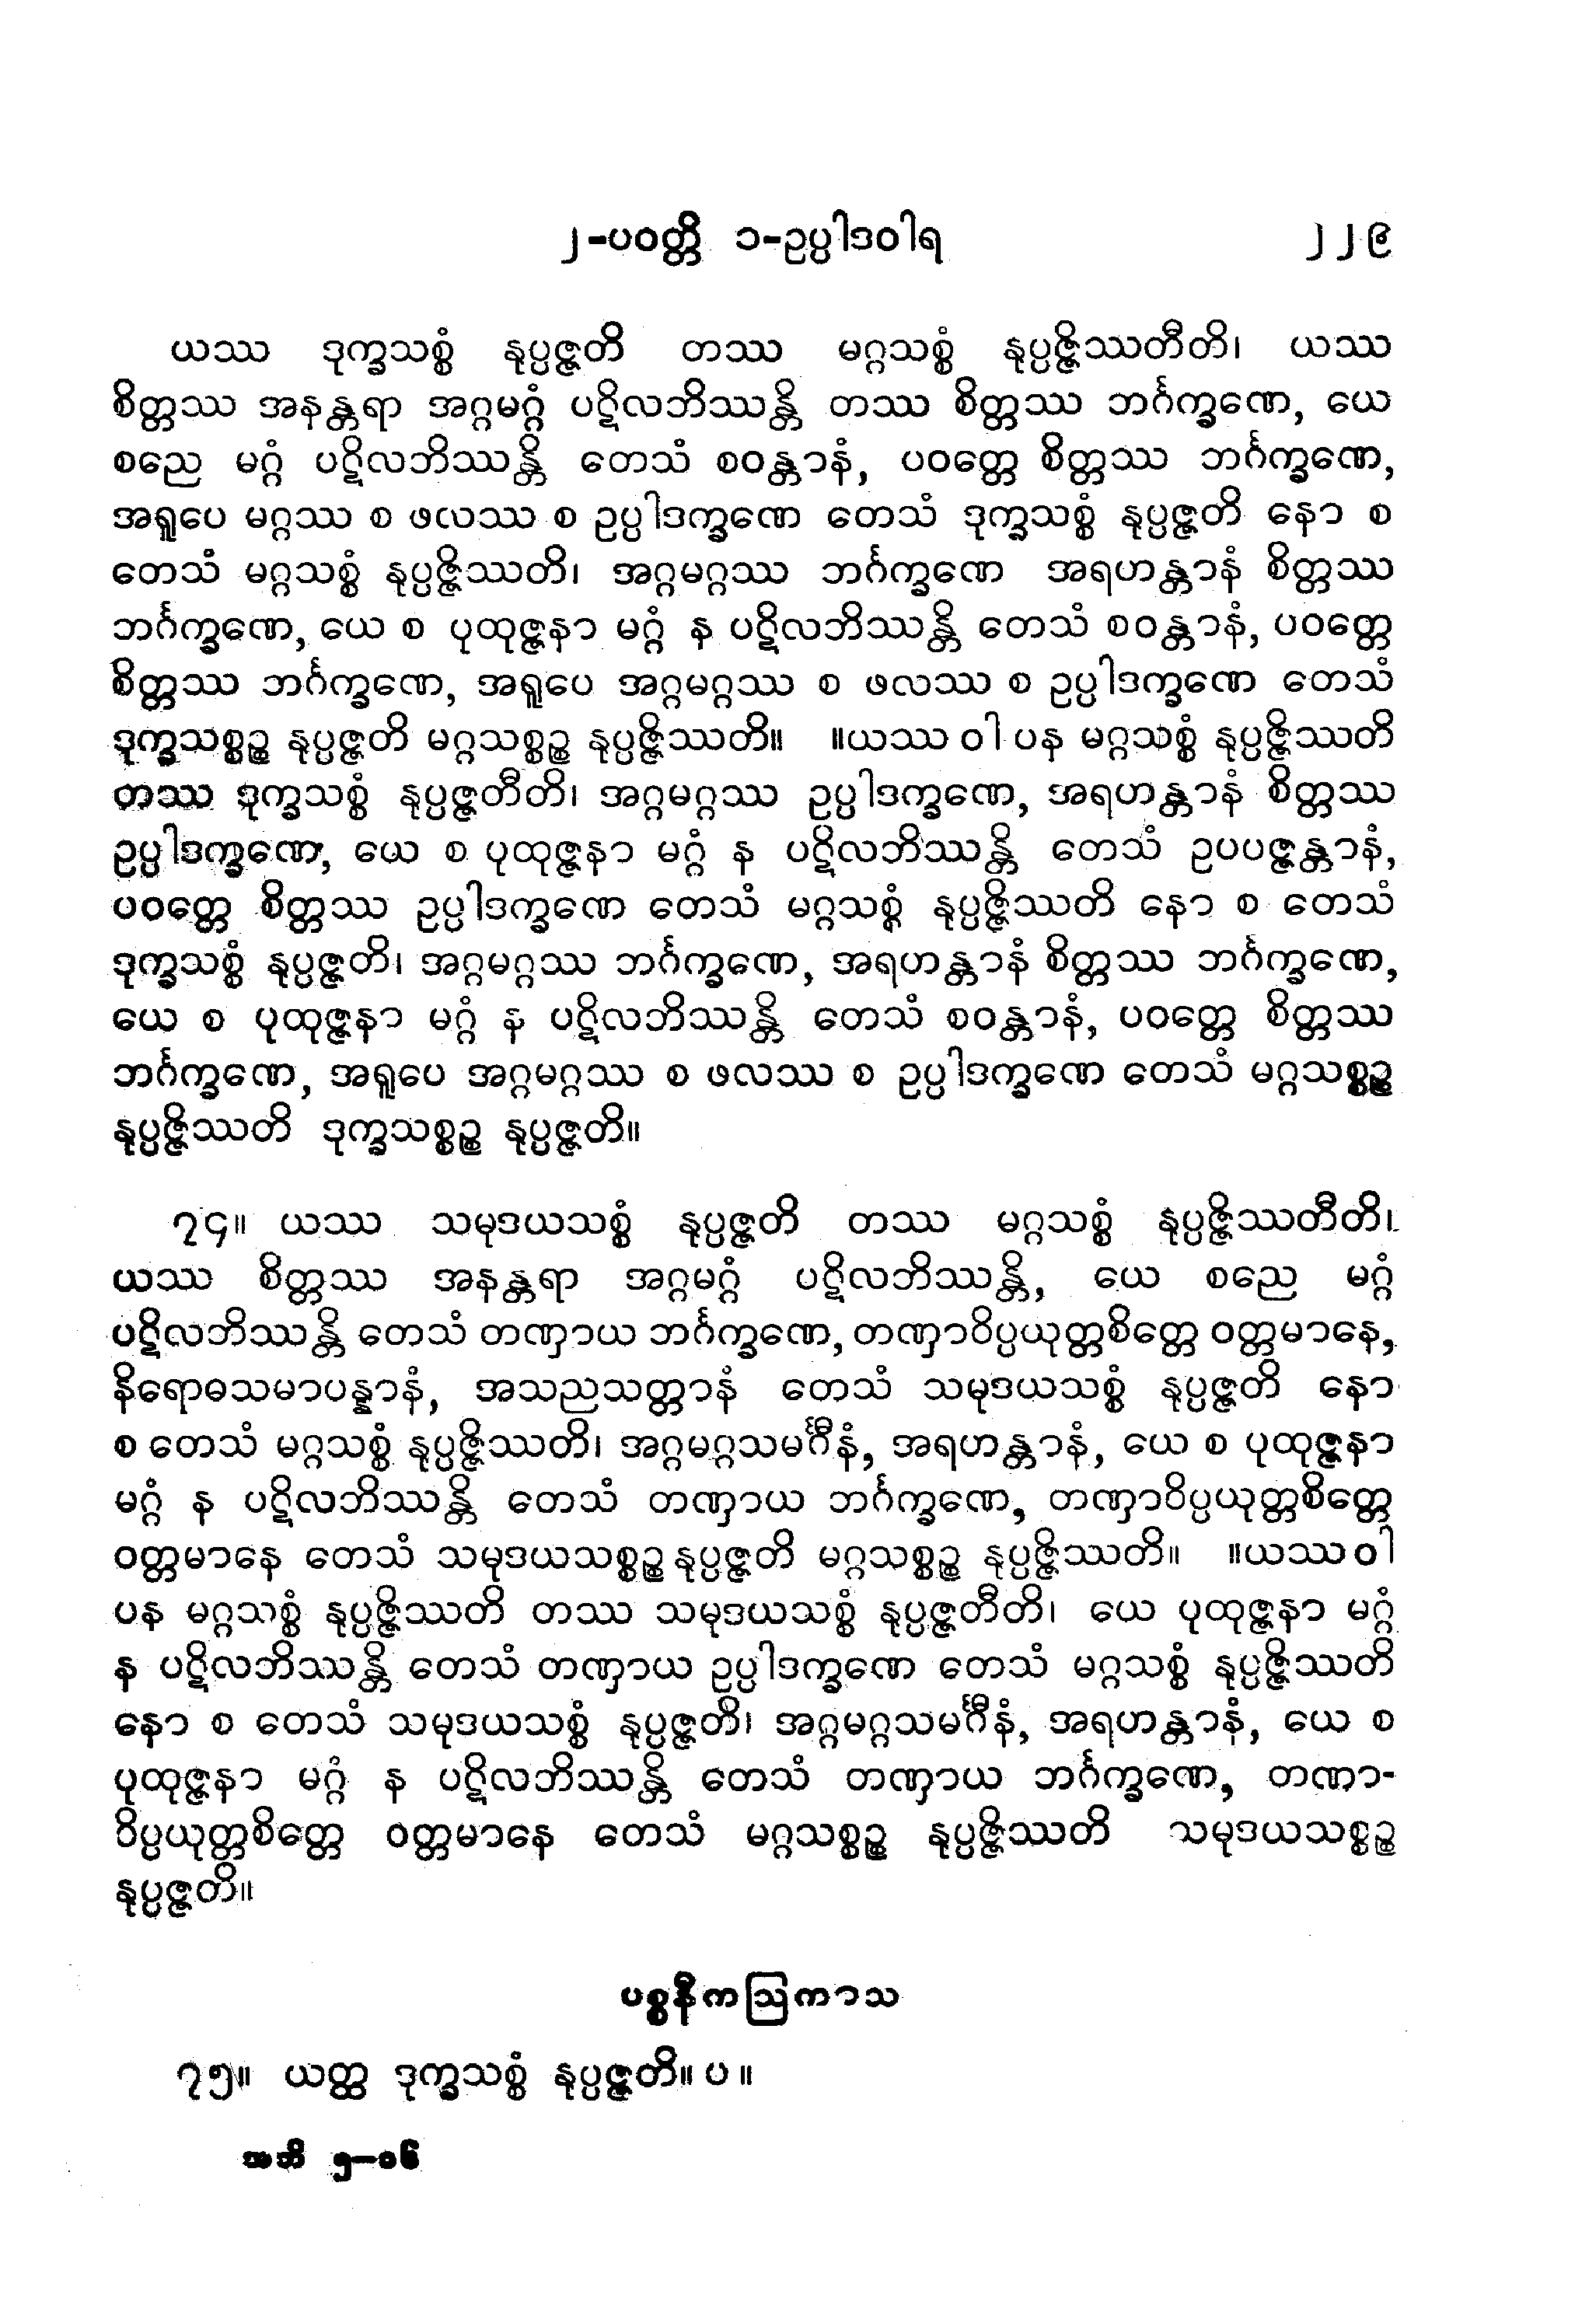 ၂-ပဝတ္တိ ၁-ဥပ္ပါဒဝါရ ၂၂၉
ယဿ ဒုက္ခသစ္စံ နုပ္ပဇ္ဇတိ တဿ မဂ္ဂသစ္စံ နုပ္ပဇ္ဇိဿတီတိ၊ ယဿ
စိတ္တဿ အနန္တရာ အဂ္ဂမဂ္ဂံ ပဋိလဘိဿန္တိ တဿ စိတ္တဿ ဘင်္ဂက္ခဏေ, ယေ
စညေ မဂ္ဂံ ပဋိလဘိဿန္တိ တေသံ စဝန္တာနံ, ပဝတ္တေ စိတ္တဿ ဘင်္ဂက္ခဏေ,
အရူပေ မဂ္ဂဿ စ ဖလဿ စ ဥပ္ပါဒက္ခဏေ တေသံ ဒုက္ခသစ္စံ နုပ္ပဇ္ဇတိ နော စ
တေသံ မဂ္ဂသစ္စံ နုပ္ပဇ္ဇိဿတိ၊ အဂ္ဂမဂ္ဂဿ ဘင်္ဂက္ခဏေ အရဟန္တာနံ စိတ္တဿ
ဘင်္ဂက္ခဏေ, ယေ စ ပုထုဇ္ဇနာ မဂ္ဂံ န ပဋိလဘိဿန္တိ တေသံ စဝန္တာနံ, ပဝတ္တေ
စိတ္တဿ ဘင်္ဂက္ခဏေ, အရူပေ အဂ္ဂမဂ္ဂဿ စ ဖလဿ စ ဥပ္ပါဒက္ခဏေ တေသံ
ဒုက္ခသစ္စဉ္စ နုပ္ပဇ္ဇတိ မဂ္ဂသစ္စဉ္စ နုပ္ပဇ္ဇိဿတိ။ ။ယဿ ဝါ ပန မဂ္ဂသစ္စံ နုပ္ပဇ္ဇိဿတိ
တဿ ဒုက္ခသစ္စံ နုပ္ပဇ္ဇတီတိ၊ အဂ္ဂမဂ္ဂဿ ဥပ္ပါဒက္ခဏေ, အရဟန္တာနံ စိတ္တဿ
ဥပ္ပါဒက္ခဏေ, ယေ စ ပုထုဇ္ဇနာ မဂ္ဂံ န ပဋိလဘိဿန္တိ တေသံ ဥပပဇ္ဇန္တာနံ,
ပဝတ္တေ စိတ္တဿ ဥပ္ပါဒက္ခဏေ တေသံ မဂ္ဂသစ္စံ နုပ္ပဇ္ဇိဿတိ နော စ တေသံ
ဒုက္ခသစ္စံ နုပ္ပဇ္ဇတိ၊ အဂ္ဂမဂ္ဂဿ ဘင်္ဂက္ခဏေ, အရဟန္တာနံ စိတ္တဿ ဘင်္ဂက္ခဏေ,
ယေ စ ပုထုဇ္ဇနာ မဂ္ဂံ န ပဋိလဘိဿန္တိ တေသံ စဝန္တာနံ, ပဝတ္တေ စိတ္တဿ
ဘင်္ဂက္ခဏေ, အရူပေ အဂ္ဂမဂ္ဂဿ စ ဖလဿ စ ဥပ္ပါဒက္ခဏေ တေသံ မဂ္ဂသစ္စဉ္စ
နုပ္ပဇ္ဇိဿတိ ဒုက္ခသစ္စဉ္စ နုပ္ပဇ္ဇတိ။
၇၄။ ယဿ သမုဒယသစ္စံ နုပ္ပဇ္ဇတိ တဿ မဂ္ဂသစ္စံ နုပ္ပဇ္ဇိဿတီတိ၊
ယဿ စိတ္တဿ အနန္တရာ အဂ္ဂမဂ္ဂံ ပဋိလဘိဿန္တိ, ယေ စညေ မဂ္ဂံ
ပဋိလဘိဿန္တိ တေသံ တဏှာယ ဘင်္ဂက္ခဏေ, တဏှာဝိပ္ပယုတ္တစိတ္တေ ဝတ္တမာနေ,
နိရောဓသမာပန္နာနံ, အသညသတ္တာနံ တေသံ သမုဒယသစ္စံ နုပ္ပဇ္ဇတိ နော
စ တေသံ မဂ္ဂသစ္စံ နုပ္ပဇ္ဇိဿတိ၊ အဂ္ဂမဂ္ဂသမင်္ဂီနံ, အရဟန္တာနံ, ယေ စ ပုထုဇ္ဇနာ
မဂ္ဂံ န ပဋိလဘိဿန္တိ တေသံ တဏှာယ ဘင်္ဂက္ခဏေ, တဏှာဝိပ္ပယုတ္တစိတ္တေ
ဝတ္တမာနေ တေသံ သမုဒယသစ္စဉ္စ နုပ္ပဇ္ဇတိ မဂ္ဂသစ္စဉ္စ နုပ္ပဇ္ဇိဿတိ။ ။ယဿ ဝါ
ပန မဂ္ဂသစ္စံ နုပ္ပဇ္ဇိဿတိ တဿ သမုဒယသစ္စံ နုပ္ပဇ္ဇတီတိ၊ ယေ ပုထုဇ္ဇနာ မဂ္ဂံ
န ပဋိလဘိဿန္တိ တေသံ တဏှာယ ဥပ္ပါဒက္ခဏေ တေသံ မဂ္ဂသစ္စံ နုပ္ပဇ္ဇိဿတိ
နော စ တေသံ သမုဒယသစ္စံ နုပ္ပဇ္ဇတိ၊ အဂ္ဂမဂ္ဂသမင်္ဂီနံ, အရဟန္တာနံ, ယေ စ
ပုထုဇ္ဇနာ မဂ္ဂံ န ပဋိလဘိဿန္တိ တေသံ တဏှာယ ဘင်္ဂက္ခဏေ, တဏှာ-
ဝိပ္ပယုတ္တစိတ္တေ ဝတ္တမာနေ တေသံ မဂ္ဂသစ္စဉ္စ နုပ္ပဇ္ဇိဿတိ သမုဒယသစ္စဉ္စ
နုပ္ပဇ္ဇတိ။
ပစ္စနီကဩကာသ
၇၅။ ယတ္ထ ဒုက္ခသစ္စံ နုပ္ပဇ္ဇတိ။ ပ ။
အဘိ ၅-၁၆